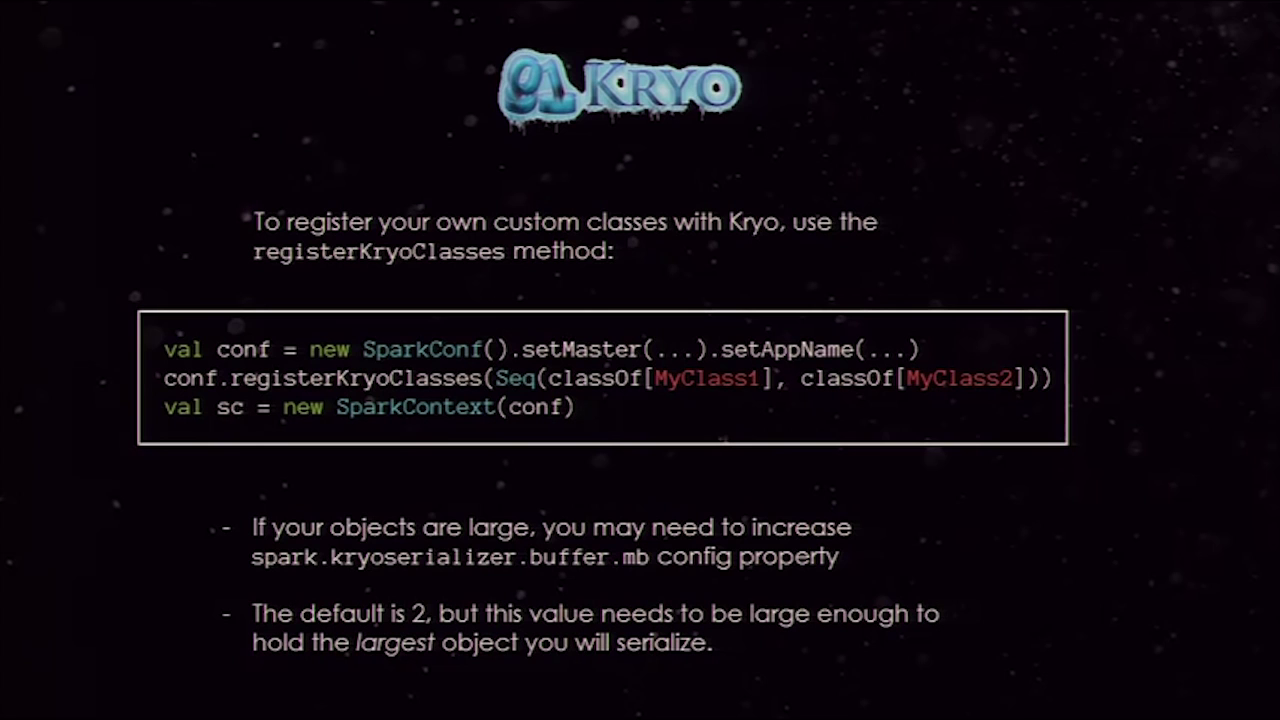 KRYO
To register your own custom classes with Kryo, use the
registerKryoClasses method:
val conf = new SparkConf().setMaster(...).setAppName(...)
conf.registerKryoClasses(Seq(classOf[MyClass1], classOf[MyClass2]))
val sc = new SparkContext(conf)
- If your objects are large, you may need to increase
spark.kryoserializer.buffer.mb config property
- The default is 2, but this value needs to be large enough to
hold the largest object you will serialize.